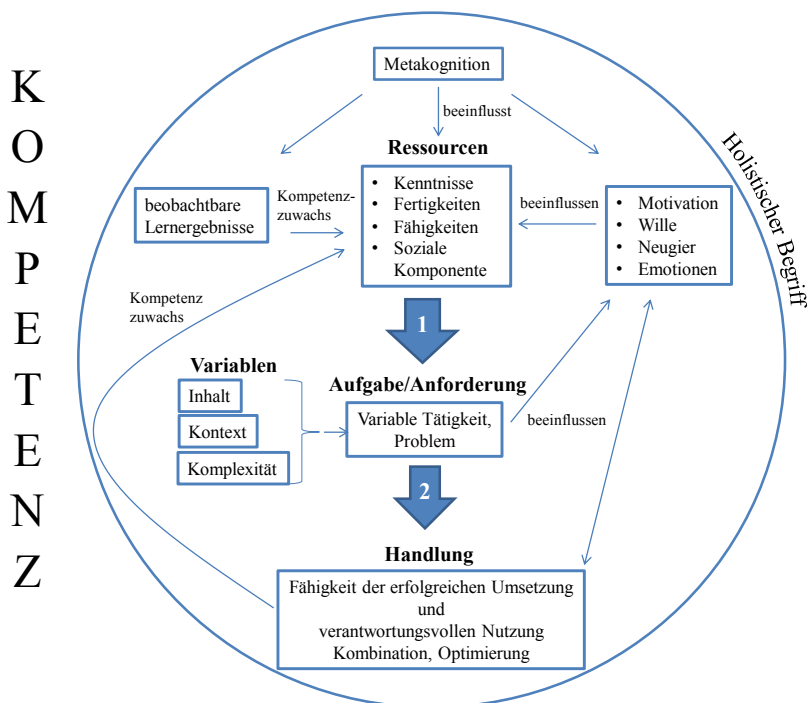 KOMPETENZ
Holistischer Begriff
Metakognition
beeinflusst
Ressourcen
• Kenntnisse
• Fertigkeiten
• Fähigkeiten
• Soziale
Komponente
beobachtbare
Lernergebnisse
Kompetenz-
zuwachs
beeinflussen
• Motivation
• Wille
• Neugier
• Emotionen
Kompetenz
zuwachs
1
Variablen
Inhalt
Kontext
Komplexität
Aufgabe/Anforderung
Variable Tätigkeit,
Problem
beeinflussen
2
Handlung
Fähigkeit der erfolgreichen Umsetzung
und
verantwortungsvollen Nutzung
Kombination, Optimierung